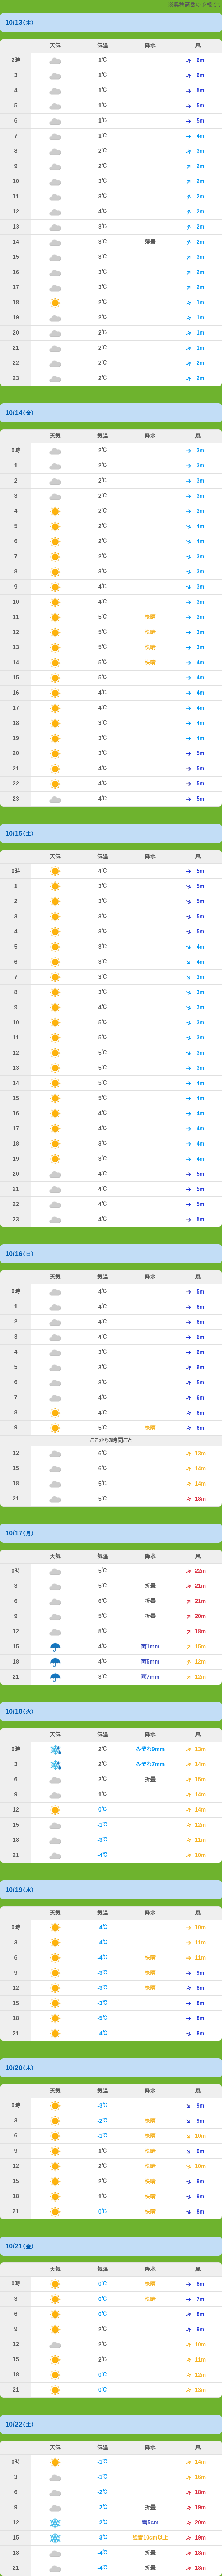 10/13(木)
天気 気温 降水 風
2時 1℃ 6m
3 1℃ 6m
4 1℃ 5m
5 1℃ 5m
6 1℃ 5m
7 1℃ 4m
8 2℃ 3m
9 2℃ 2m
10 3℃ 2m
11 3℃ 2m
12 4℃ 2m
13 3℃ 2m
14 3℃ 薄曇 2m
15 3℃ 3m
16 3℃ 2m
17 3℃ 2m
18 2℃ 1m
19 2℃ 1m
20 2℃ 1m
21 2℃ 1m
22 2℃ 2m
23 2℃ 2m
10/14(金)
天気 気温 降水 風
0時 2℃ 3m
1 2℃ 3m
2 2℃ 3m
3 2℃ 3m
4 2℃ 3m
5 2℃ 4m
6 2℃ 4m
7 2℃ 3m
8 3℃ 3m
9 4℃ 3m
10 4℃ 3m
11 5℃ 快晴 3m
12 5℃ 快晴 3m
13 5℃ 快晴 3m
14 5℃ 快晴 4m
15 5℃ 4m
16 4℃ 4m
17 4℃ 4m
18 3℃ 4m
19 3℃ 4m
20 3℃ 5m
21 4℃ 5m
22 4℃ 5m
23 4℃ 5m
10/15(土)
天気 気温 降水 風
0時 4℃ 5m
1 3℃ 5m
2 3℃ 5m
3 3℃ 5m
4 3℃ 5m
5 3℃ 4m
6 3℃ 4m
7 3℃ 3m
8 3℃ 3m
9 4℃ 3m
10 5℃ 3m
11 5℃ 3m
12 5℃ 3m
13 5℃ 3m
14 5℃ 4m
15 5℃ 4m
16 4℃ 4m
17 4℃ 4m
18 3℃ 4m
19 3℃ 4m
20 4℃ 5m
21 4℃ 5m
22 4℃ 5m
23 4℃ 5m
10/16(日)
天気 気温 降水 風
0時 4℃ 5m
1 4℃ 6m
2 4℃ 6m
3 4℃ 6m
4 3℃ 6m
5 3℃ 6m
6 3℃ 5m
7 4℃ 6m
8 4℃ 6m
9 5℃ 快晴 6m
ここから3時間ごと
12 6℃ 13m
15 6℃ 14m
18 5℃ 14m
21 5℃ 18m
10/17(月)
天気 気温 降水 風
0時 5℃ 22m
3 5℃ 折曇 21m
6 6℃ 折曇 21m
9 5℃ 折曇 20m
12 5℃ 18m
15 4℃ 雨1mm 15m
18 4℃ 雨5mm 12m
21 3℃ 雨7mm 12m
10/18(火)
天気 気温 降水 風
0時 2℃ みぞれ9mm 13m
3 2℃ みぞれ7mm 14m
6 2℃ 折曇 15m
9 1℃ 14m
12 0℃ 14m
15 -1℃ 12m
18 -3℃ 11m
21 -4℃ 10m
10/19(水)
天気 気温 降水 風
0時 -4℃ 10m
3 -4℃ 11m
6 -4℃ 快晴 11m
9 -3℃ 快晴 9m
12 -3℃ 快晴 8m
15 -3℃ 8m
18 -5℃ 8m
21 -4℃ 8m
10/20(木)
天気 気温 降水 風
0時 -3℃ 9m
3 -2℃ 快晴 9m
6 -1℃ 快晴 10m
9 1℃ 快晴 9m
12 2℃ 快晴 10m
15 2℃ 快晴 9m
18 1℃ 快晴 9m
21 0℃ 快晴 8m
10/21(金)
天気 気温 降水 風
0時 0℃ 快晴 8m
3 0℃ 快晴 7m
6 0℃ 8m
9 2℃ 9m
12 2℃ 10m
15 2℃ 11m
18 0℃ 12m
21 0℃ 13m
10/22(土)
天気 気温 降水 風
0時 -1℃ 14m
3 -1℃ 16m
6 -2℃ 18m
9 -2℃ 折曇 19m
12 -2℃ 雪5cm 20m
15 -3℃ 強雪10cm以上 19m
18 -4℃ 折曇 18m
21 -4℃ 折曇 18m